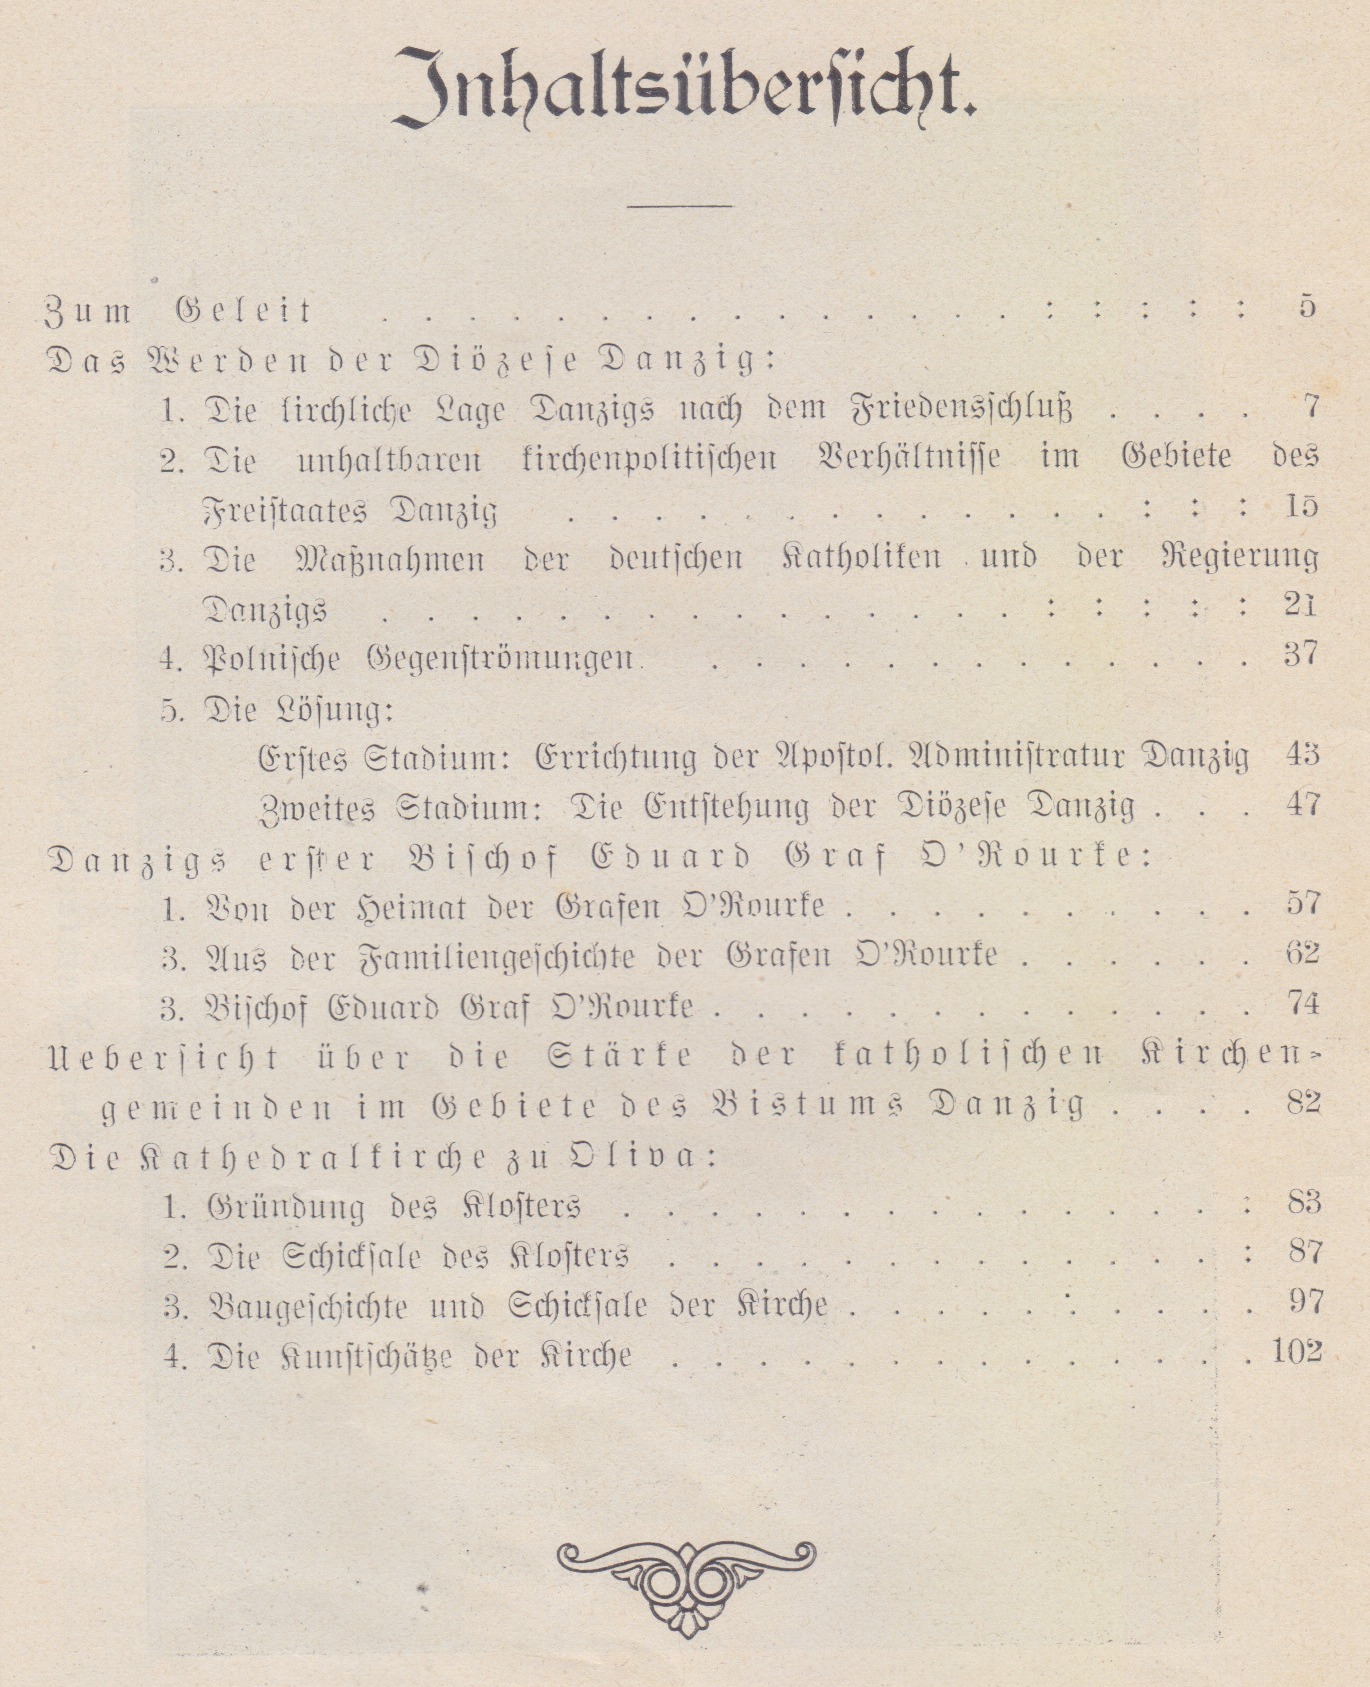 Inhaltsübersicht.
Zum Geleit . . . . . . . . . . . . . . . : : : : : 5
Das Werden der Diözese Danzig:
1. Die kirchliche Lage Danzigs nach dem Friedensschluß . . . . 7
2. Die unhaltbaren kirchenpolitischen Verhältnisse im Gebiete des
Freistaates Danzig . . . . . . . . . . . . . : : : 15
3. Die Maßnahmen der deutschen Katholiken und der Regierung
Danzigs . . . . . . . . . . . . . . . : : : : : 21
4. Polnische Gegenströmungen . . . . . . . . . . . . . 37
5. Die Lösung:
Erstes Stadium: Errichtung der Apostol. Administratur Danzig 43
Zweites Stadium: Die Entstehung der Diözese Danzig . . . 47
Danzigs erster Bischof Eduard Graf O'Rourke:
1. Von der Heimat der Grafen O'Rourke . . . . . . . . . . 57
3. Aus der Familiengeschichte der Grafen O'Rourke . . . . . . 62
3. Bischof Eduard Graf O'Rourke . . . . . . . . . . . . . 74
Uebersicht über die Stärke der katholischen Kirchen-
gemeinden im Gebiete des Bistums Danzig . . . . 82
Die Kathedralkirche zu Oliva:
1. Gründung des Klosters . . . . . . . . . . . . . . : 83
2. Die Schicksale des Klosters . . . . . . . . . . . . . : 87
3. Baugeschichte und Schicksale der Kirche . . . . . . . . . . 97
4. Die Kunstschätze der Kirche . . . . . . . . . . . . . . 102